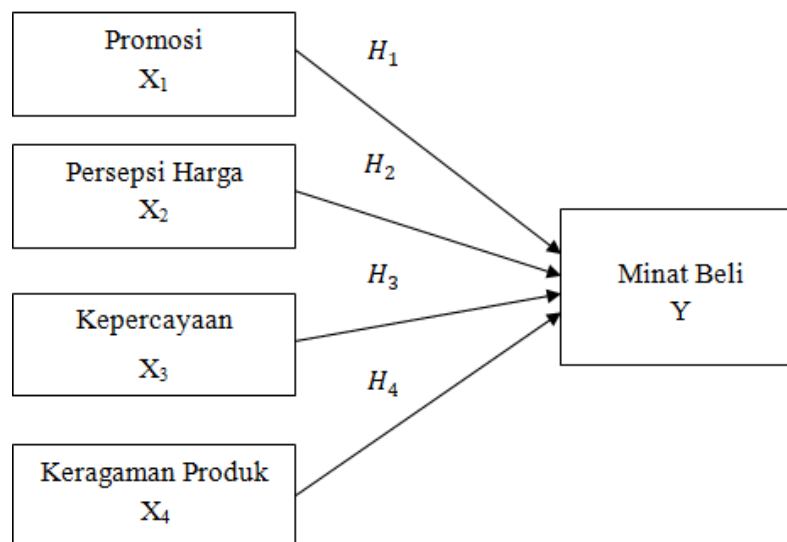 Promosi
X₁
H₁
Persepsi Harga
X₂
H₂
Kepercayaan
X₃
H₃
Keragaman Produk
X₄
H₄
Minat Beli
Y